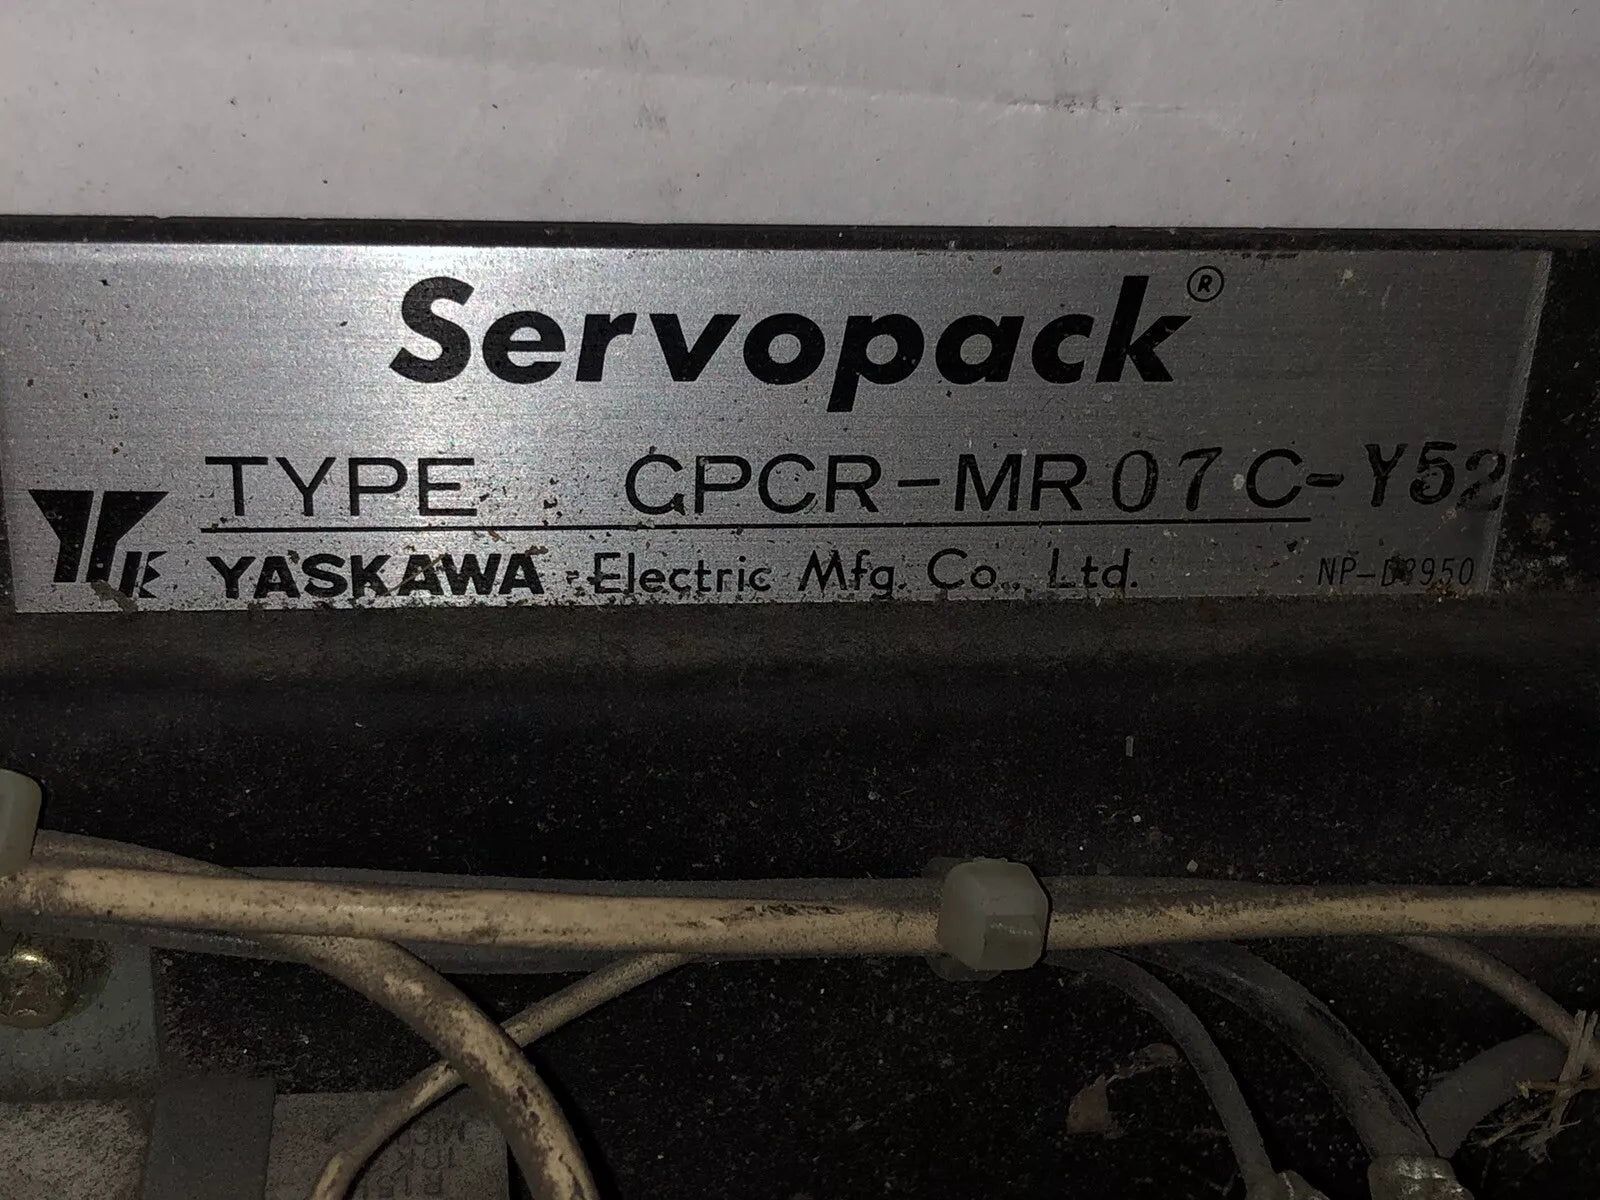 Servopack®
TYPE CPCR-MR07C-Y52
YASKAWA Electric Mfg. Co., Ltd.